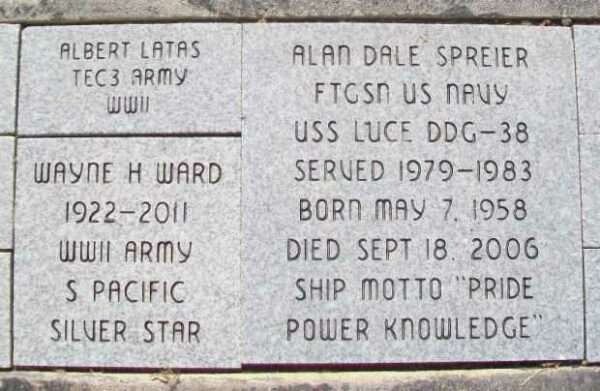 ALBERT LATAS
TEC3 ARMY
WWII
WAYNE H WARD
1922-2011
WWII ARMY
S PACIFIC
SILVER STAR
ALAN DALE SPREIER
FTGSN US NAVY
USS LUCE DDG-38
SERVED 1979-1983
BORN MAY 7, 1958
DIED SEPT 18, 2006
SHIP MOTTO "PRIDE
POWER KNOWLEDGE"